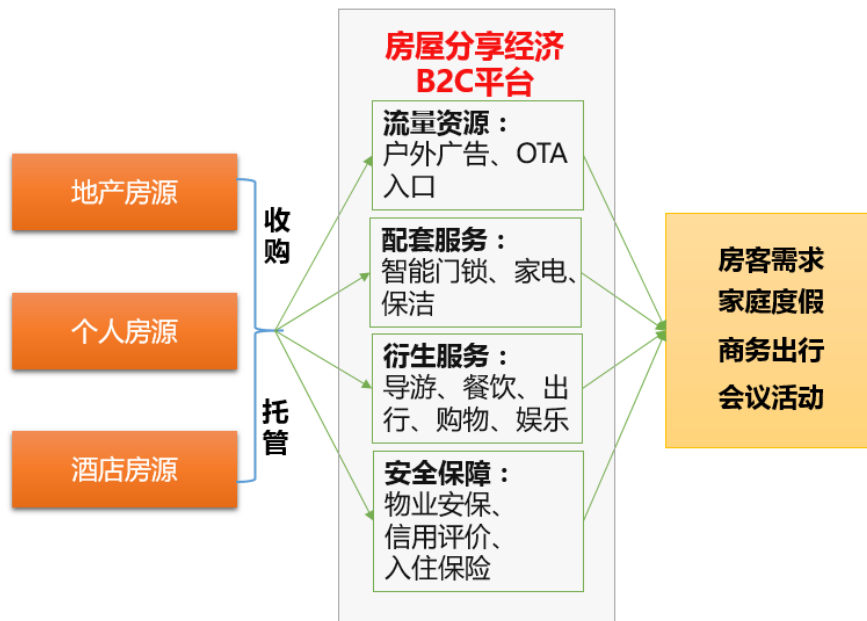 地产房源
个人房源
酒店房源
收
购
托
管
房屋分享经济
B2C平台
流量资源：
户外广告、OTA
入口
配套服务：
智能门锁、家电、
保洁
衍生服务：
导游、餐饮、出
行、购物、娱乐
安全保障：
物业安保、
信用评价、
入住保险
房客需求
家庭度假
商务出行
会议活动